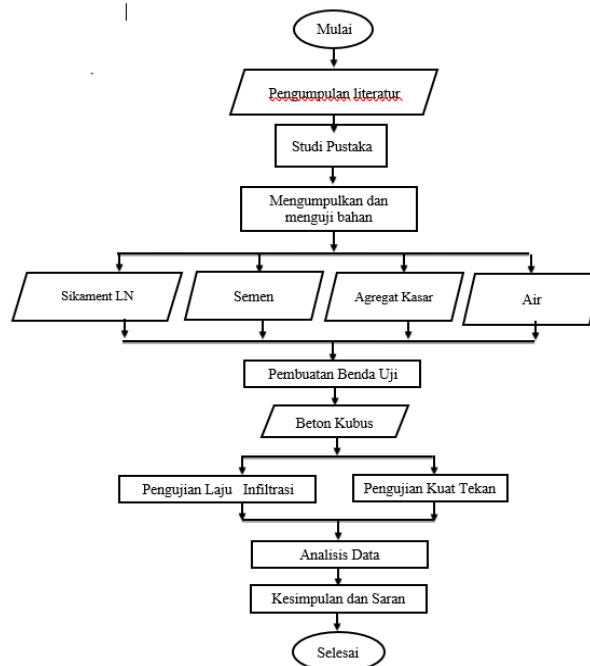 Mulai
Pengumpulan literatur
Studi Pustaka
Mengumpulkan dan
menguji bahan
Sikament LN
Semen
Agregat Kasar
Air
Pembuatan Benda Uji
Beton Kubus
Pengujian Laju Infiltrasi
Pengujian Kuat Tekan
Analisis Data
Kesimpulan dan Saran
Selesai